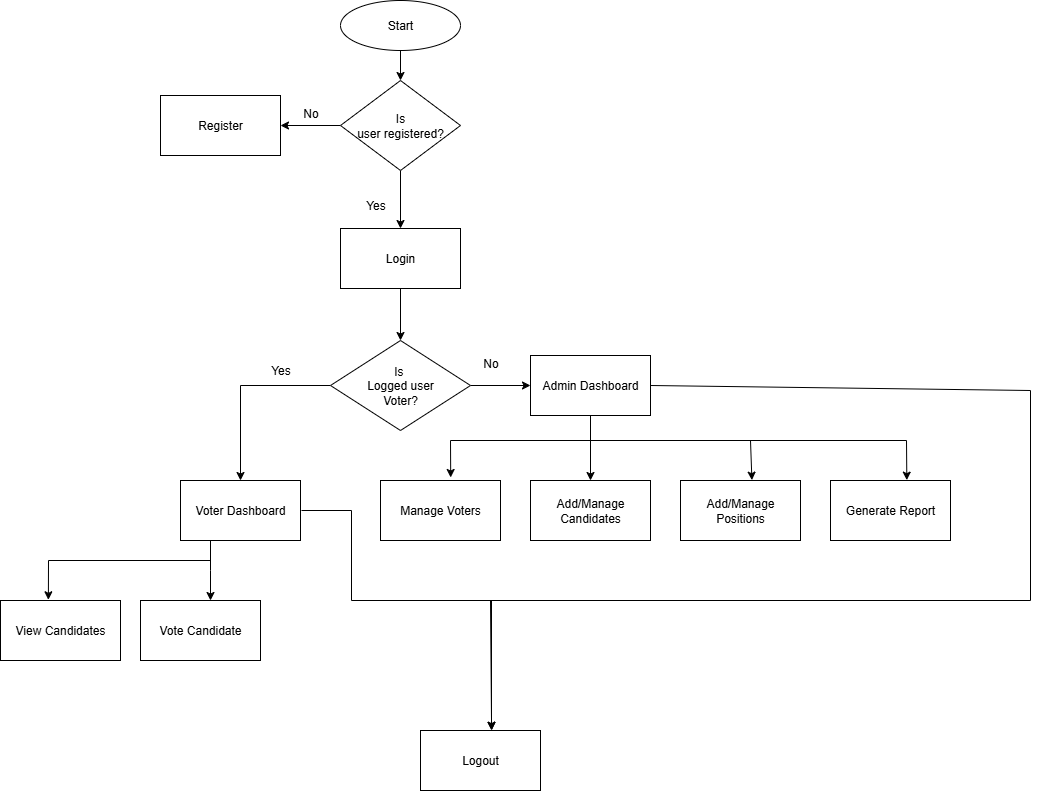 Start
Is
user registered?
No
Register
Yes
Login
Is
Logged user
Voter?
Yes
No
Admin Dashboard
Voter Dashboard
Manage Voters
Add/Manage
Candidates
Add/Manage
Positions
Generate Report
View Candidates
Vote Candidate
Logout